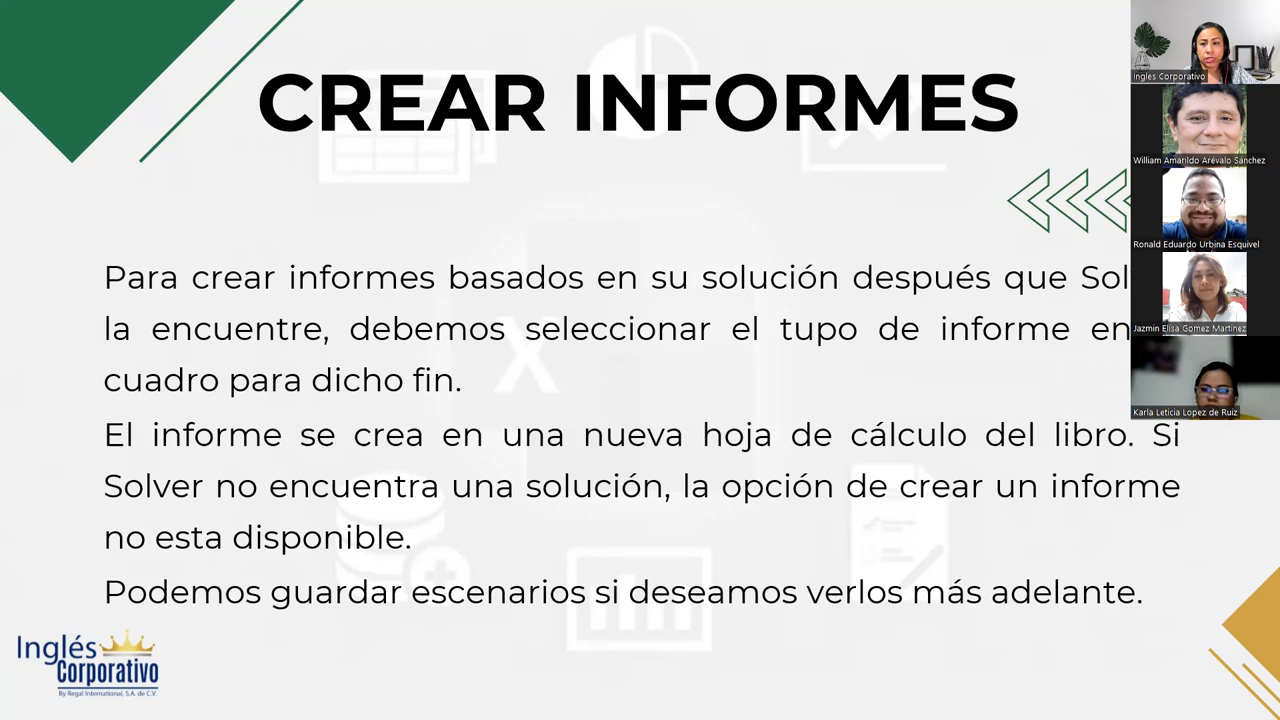 CREAR INFORMES
Para crear informes basados en su solución después que Sol
la encuentre, debemos seleccionar el tupo de informe en
cuadro para dicho fin.
El informe se crea en una nueva hoja de cálculo del libro. Si
Solver no encuentra una solución, la opción de crear un informe
no esta disponible.
Podemos guardar escenarios si deseamos verlos más adelante.
Inglés
Corporativo
By Regal International, S.A. de C.V.
X
Ingles Corporativo
William Amarildo Arévalo Sánchez
Ronald Eduardo Urbina Esquivel
Jazmin Elisa Gomez Martinez
Karla Leticia Lopez de Ruiz